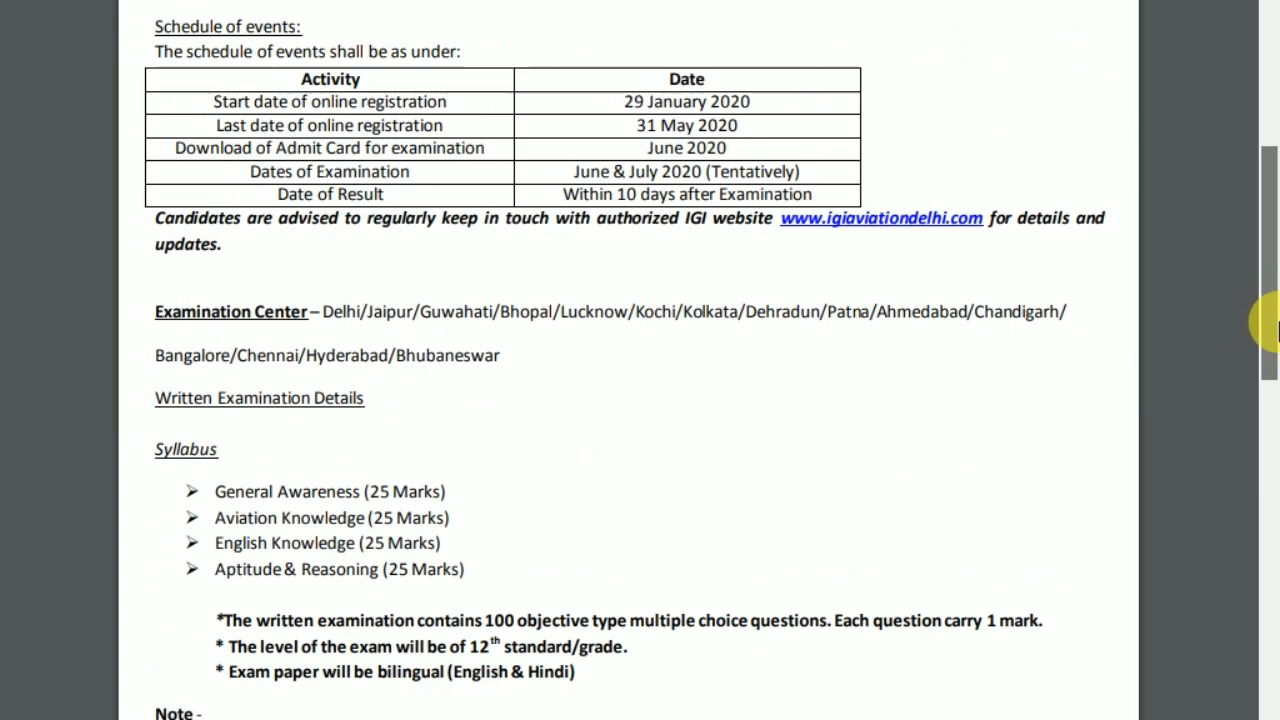 Schedule of events:
The schedule of events shall be as under:
Activity Date
Start date of online registration 29 January 2020
Last date of online registration 31 May 2020
Download of Admit Card for examination June 2020
Dates of Examination June & July 2020 (Tentatively)
Date of Result Within 10 days after Examination
Candidates are advised to regularly keep in touch with authorized IGI website www.igiaviationdelhi.com for details and
updates.
Examination Center – Delhi/Jaipur/Guwahati/Bhopal/Lucknow/Kochi/Kolkata/Dehradun/Patna/Ahmedabad/Chandigarh/
Bangalore/Chennai/Hyderabad/Bhubaneswar
Written Examination Details
Syllabus
➢ General Awareness (25 Marks)
➢ Aviation Knowledge (25 Marks)
➢ English Knowledge (25 Marks)
➢ Aptitude & Reasoning (25 Marks)
*The written examination contains 100 objective type multiple choice questions. Each question carry 1 mark.
* The level of the exam will be of 12th standard/grade.
* Exam paper will be bilingual (English & Hindi)
Note -